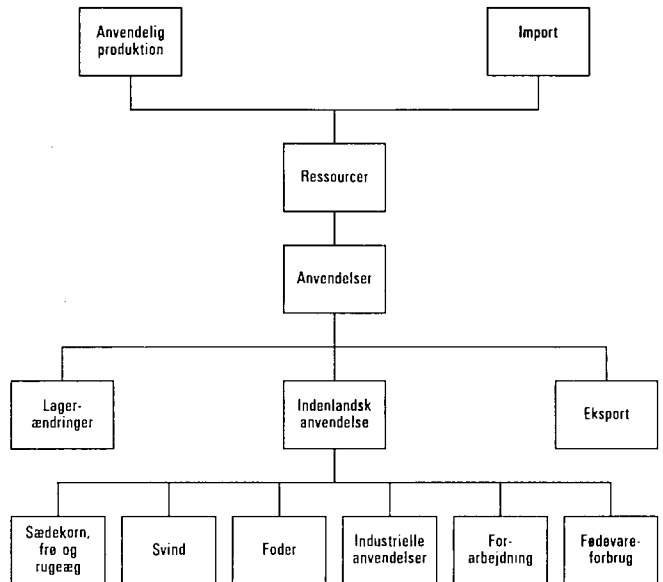 Anvendelig
produktion
Import
Ressourcer
Anvendelser
Lager-
ændringer
Indenlandsk
anvendelse
Eksport
Sædekorn,
frø og
rugeæg
Svind
Foder
Industrielle
anvendelser
For-
arbejdning
Fødevare-
forbrug